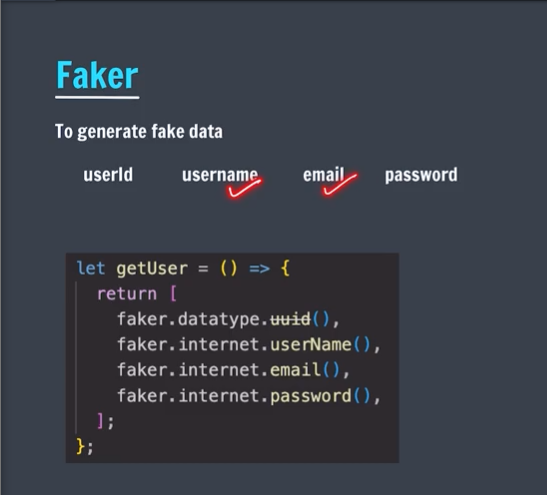 Faker
To generate fake data
userId username email password
let getUser = () => {
return [
faker.datatype.uuid(),
faker.internet.userName(),
faker.internet.email(),
faker.internet.password(),
];
};